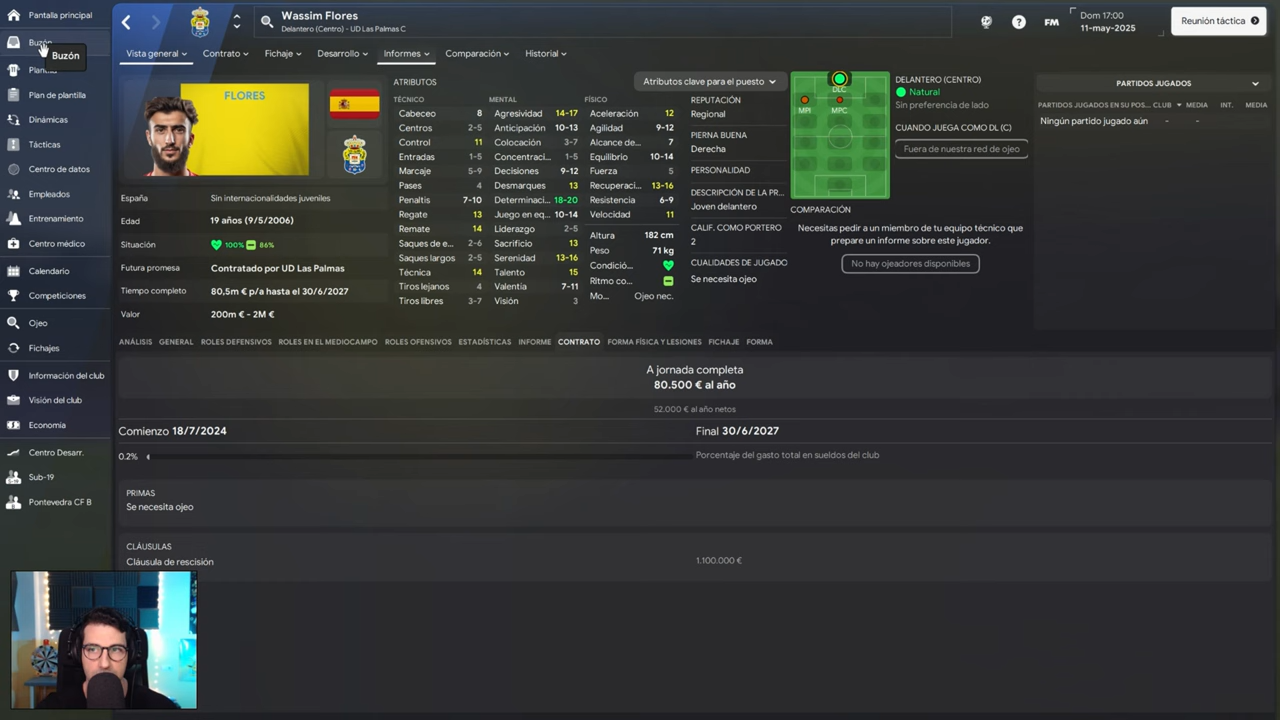 Pantalla principal
Buzón
Buzón
Plan de plantilla
Dinámicas
Tácticas
Centro de datos
Empleados
Entrenamiento
Centro médico
Calendario
Competiciones
Ojeo
Fichajes
Información del club
Visión del club
Economía
Centro Desarr.
Sub-19
Pontevedra CF B
Wassim Flores
Delantero (Centro) - UD Las Palmas C
FM
Dom 17:00
11-may-2025
Reunión táctica
Vista general
Contrato
Fichaje
Desarrollo
Informes
Comparación
Historial
FLORES
España
Sin internacionalidades juveniles
Edad
19 años (9/5/2006)
Situación
100% 86%
Futura promesa
Contratado por UD Las Palmas
Tiempo completo
80,5m € p/a hasta el 30/6/2027
Valor
200m € - 2M €
ATRIBUTOS
Atributos clave para el puesto
TÉCNICO
Cabeceo 8
Centros 2-5
Control 11
Entradas 1-5
Marcaje 5-9
Pases 4
Penaltis 7-10
Regate 13
Remate 14
Saques de e... 2-6
Saques largos 2-5
Técnica 14
Tiros lejanos 4
Tiros libres 3-7
MENTAL
Agresividad 14-17
Anticipación 10-13
Colocación 3-7
Concentraci... 1-5
Decisiones 9-12
Desmarques 13
Determinaci... 18-20
Juego en eq... 10-14
Liderazgo 2-5
Sacrificio 13
Serenidad 13-16
Talento 15
Valentía 7-11
Visión 3
FÍSICO
Aceleración 12
Agilidad 9-12
Alcance de... 7
Equilibrio 10-14
Fuerza 5
Recuperaci... 13-16
Resistencia 6-9
Velocidad 11
Altura 182 cm
Peso 71 kg
Condició...
Ritmo co...
Mo... Ojeo nec.
REPUTACIÓN
Regional
PIERNA BUENA
Derecha
PERSONALIDAD
DESCRIPCIÓN DE LA PR...
Joven delantero
CALIF. COMO PORTERO
2
CUALIDADES DE JUGADO
Se necesita ojeo
DLC
MPI
MPC
DELANTERO (CENTRO)
Natural
Sin preferencia de lado
CUANDO JUEGA COMO DL (C)
Fuera de nuestra red de ojeo
COMPARACIÓN
Necesitas pedir a un miembro de tu equipo técnico que
prepare un informe sobre este jugador.
No hay ojeadores disponibles
PARTIDOS JUGADOS
PARTIDOS JUGADOS EN SU POS... CLUB MEDIA INT. MEDIA
Ningún partido jugado aún - -
ANÁLISIS
GENERAL
ROLES DEFENSIVOS
ROLES EN EL MEDIOCAMPO
ROLES OFENSIVOS
ESTADÍSTICAS
INFORME
CONTRATO
FORMA FÍSICA Y LESIONES
FICHAJE
FORMA
A jornada completa
80.500 € al año
52.000 € al año netos
Comienzo 18/7/2024
Final 30/6/2027
0.2%
Porcentaje del gasto total en sueldos del club
PRIMAS
Se necesita ojeo
CLÁUSULAS
Cláusula de rescisión
1.100.000 €